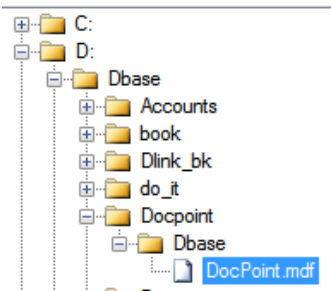 C:
D:
Dbase
Accounts
book
Dlink_bk
do_it
Docpoint
Dbase
DocPoint.mdf